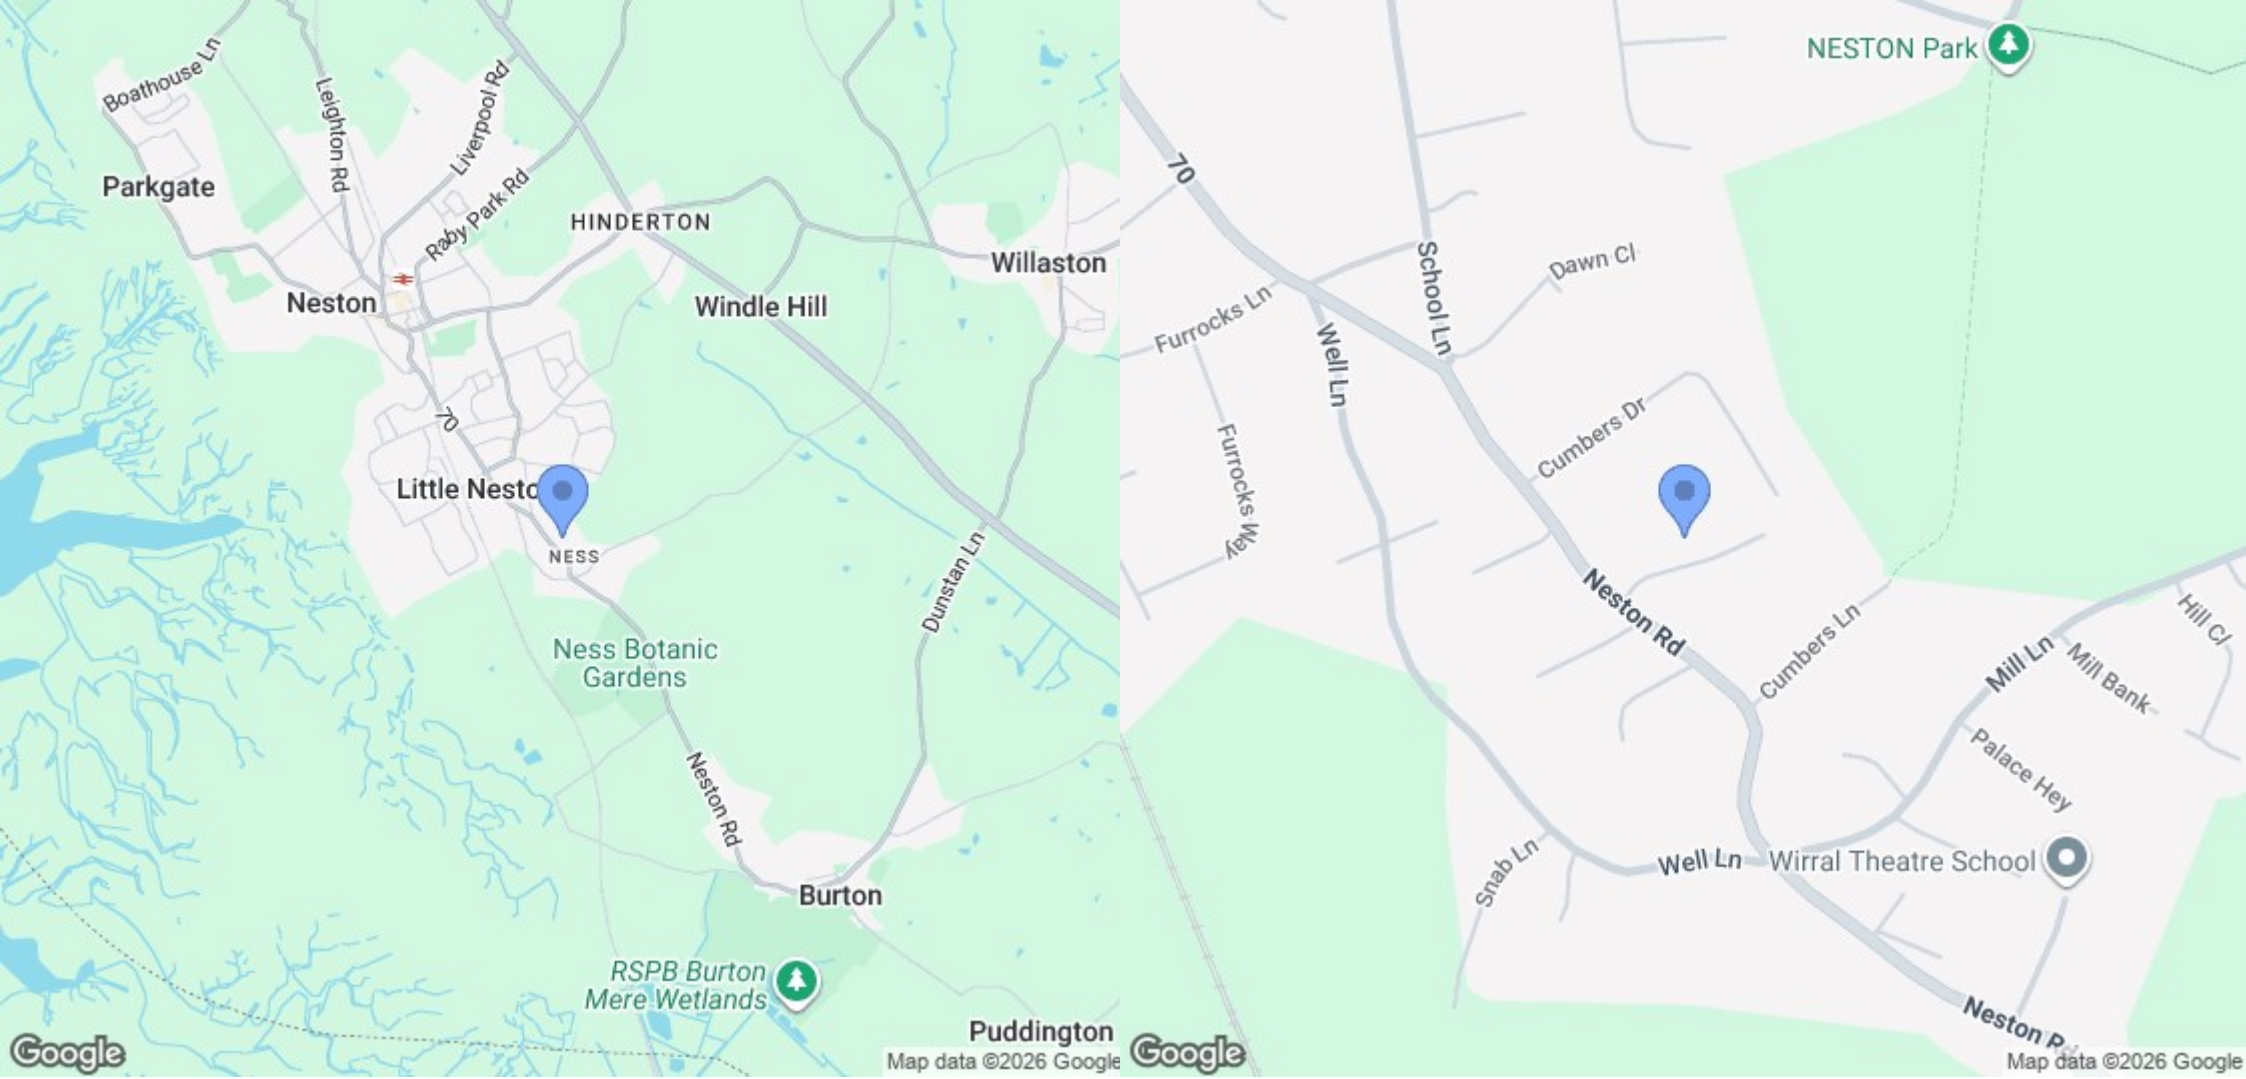 Boathouse Ln
Leighton Rd
Liverpool Rd
Parkgate
Raby Park Rd
HINDERTON
Willaston
Neston
Windle Hill
70
Little Nesto
NESS
Dunstan Ln
Ness Botanic
Gardens
Neston Rd
Burton
RSPB Burton
Mere Wetlands
Puddington
Google
Map data ©2026 Google
NESTON Park
70
School Ln
Dawn Cl
Furrocks Ln
Well Ln
Cumbers Dr
Furrocks Way
Neston Rd
Cumbers Ln
Hill Cl
Mill Ln
Mill Bank
Palace Hey
Snab Ln
Well Ln
Wirral Theatre School
Neston Rd
Google
Map data ©2026 Google